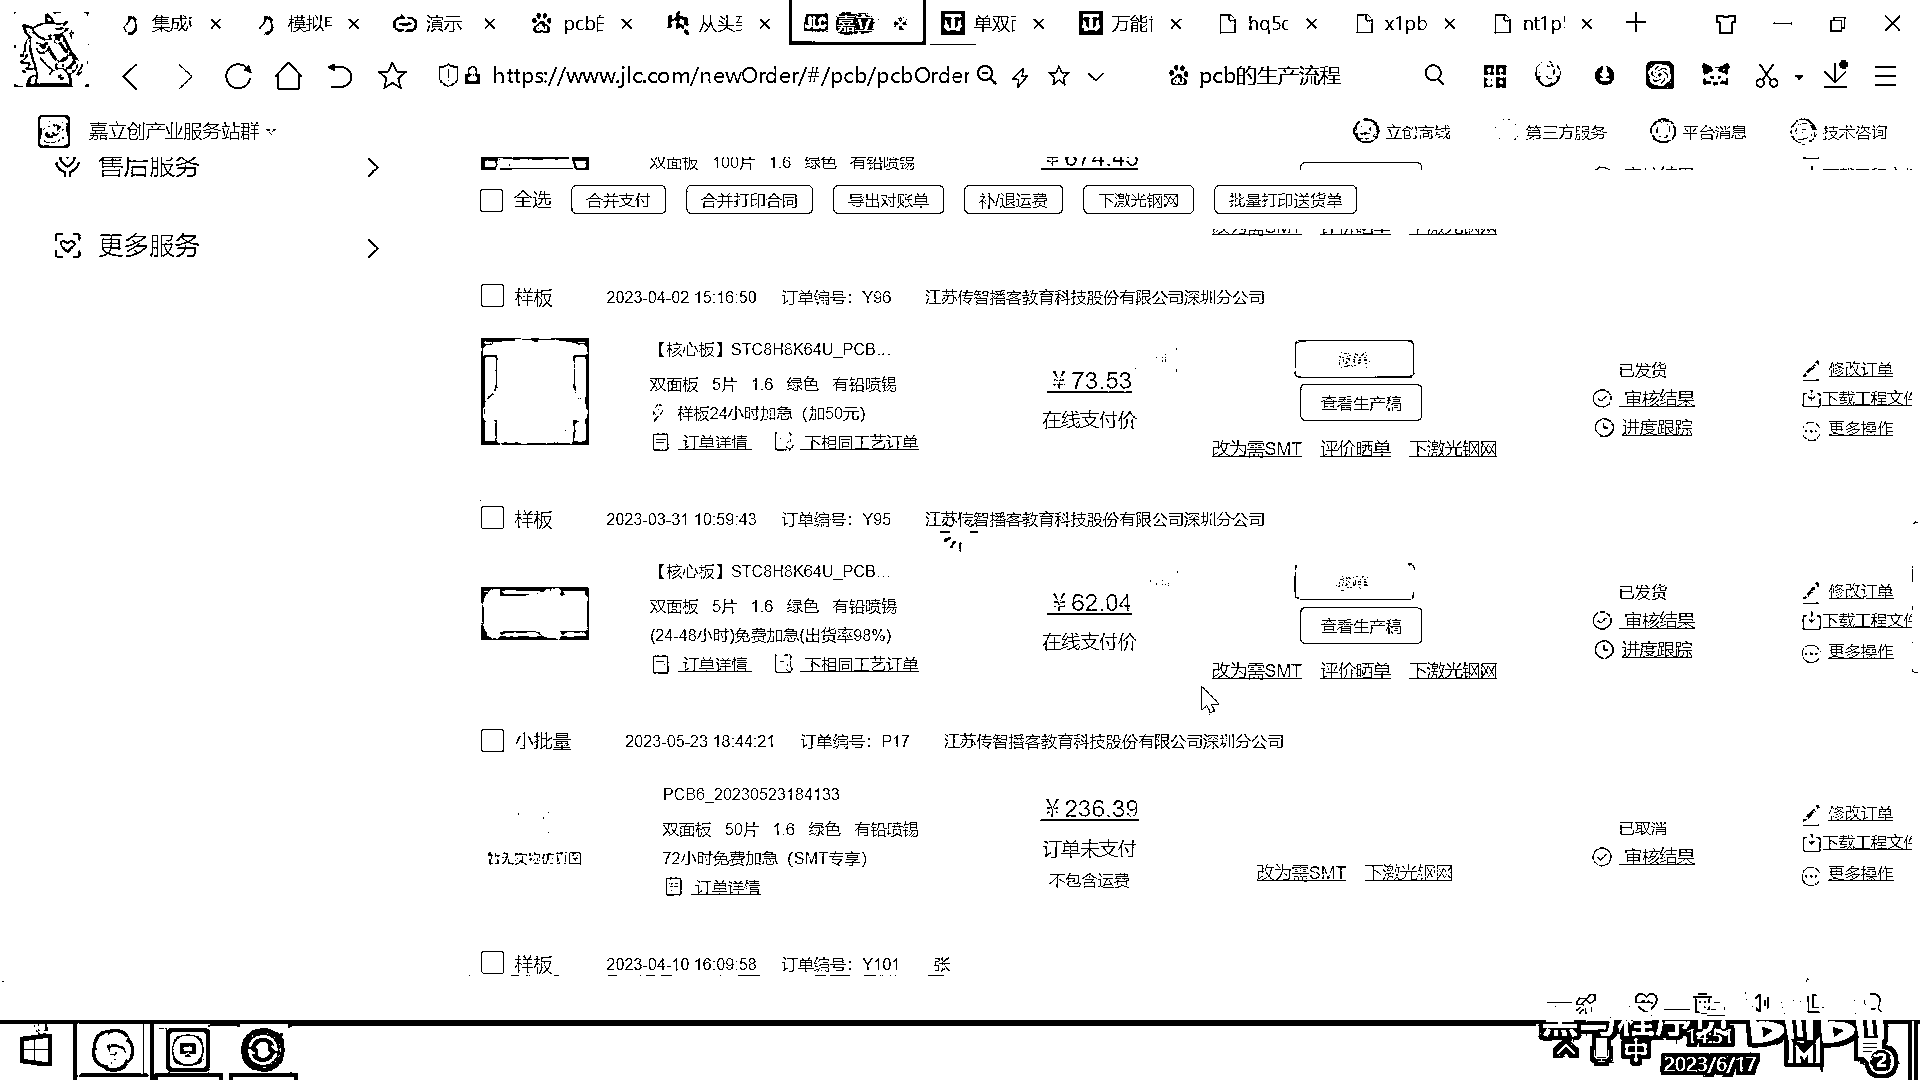 集成 模拟 演示 pcb 从头 嘉立 单双 万能 hq5c x1pb nt1p
https://www.jlc.com/newOrder/#/pcb/pcbOrder pcb的生产流程
嘉立创产业服务站群 立创商城 第三方服务 平台消息 技术咨询
售后服务
双面板 100片 1.6 绿色 有铅喷锡 ￥674.45
全选 合并支付 合并打印合同 导出对账单 补/退运费 下激光钢网 批量打印送货单
更多服务
改为需SMT 评价晒单 下激光钢网
样板 2023-04-02 15:16:50 订单编号：Y96 江苏传智播客教育科技股份有限公司深圳分公司
【核心板】STC8H8K64U_PCB...
双面板 5片 1.6 绿色 有铅喷锡
样板24小时加急（加50元）
订单详情 下相同工艺订单
￥73.53
在线支付价
查看生产稿
改为需SMT 评价晒单 下激光钢网
已发货
审核结果
进度跟踪
修改订单
下载工程文件
更多操作
样板 2023-03-31 10:59:43 订单编号：Y95 江苏传智播客教育科技股份有限公司深圳分公司
【核心板】STC8H8K64U_PCB...
双面板 5片 1.6 绿色 有铅喷锡
(24-48小时)免费加急(出货率98%)
订单详情 下相同工艺订单
￥62.04
在线支付价
查看生产稿
改为需SMT 评价晒单 下激光钢网
已发货
审核结果
进度跟踪
修改订单
下载工程文件
更多操作
小批量 2023-05-23 18:44:21 订单编号：P17 江苏传智播客教育科技股份有限公司深圳分公司
PCB6_20230523184133
双面板 50片 1.6 绿色 有铅喷锡
72小时免费加急（SMT专享）
订单详情
￥236.39
订单未支付
不包含运费
改为需SMT 下激光钢网
已取消
审核结果
修改订单
下载工程文件
更多操作
样板 2023-04-10 16:09:58 订单编号：Y101 张
中
2023/6/17